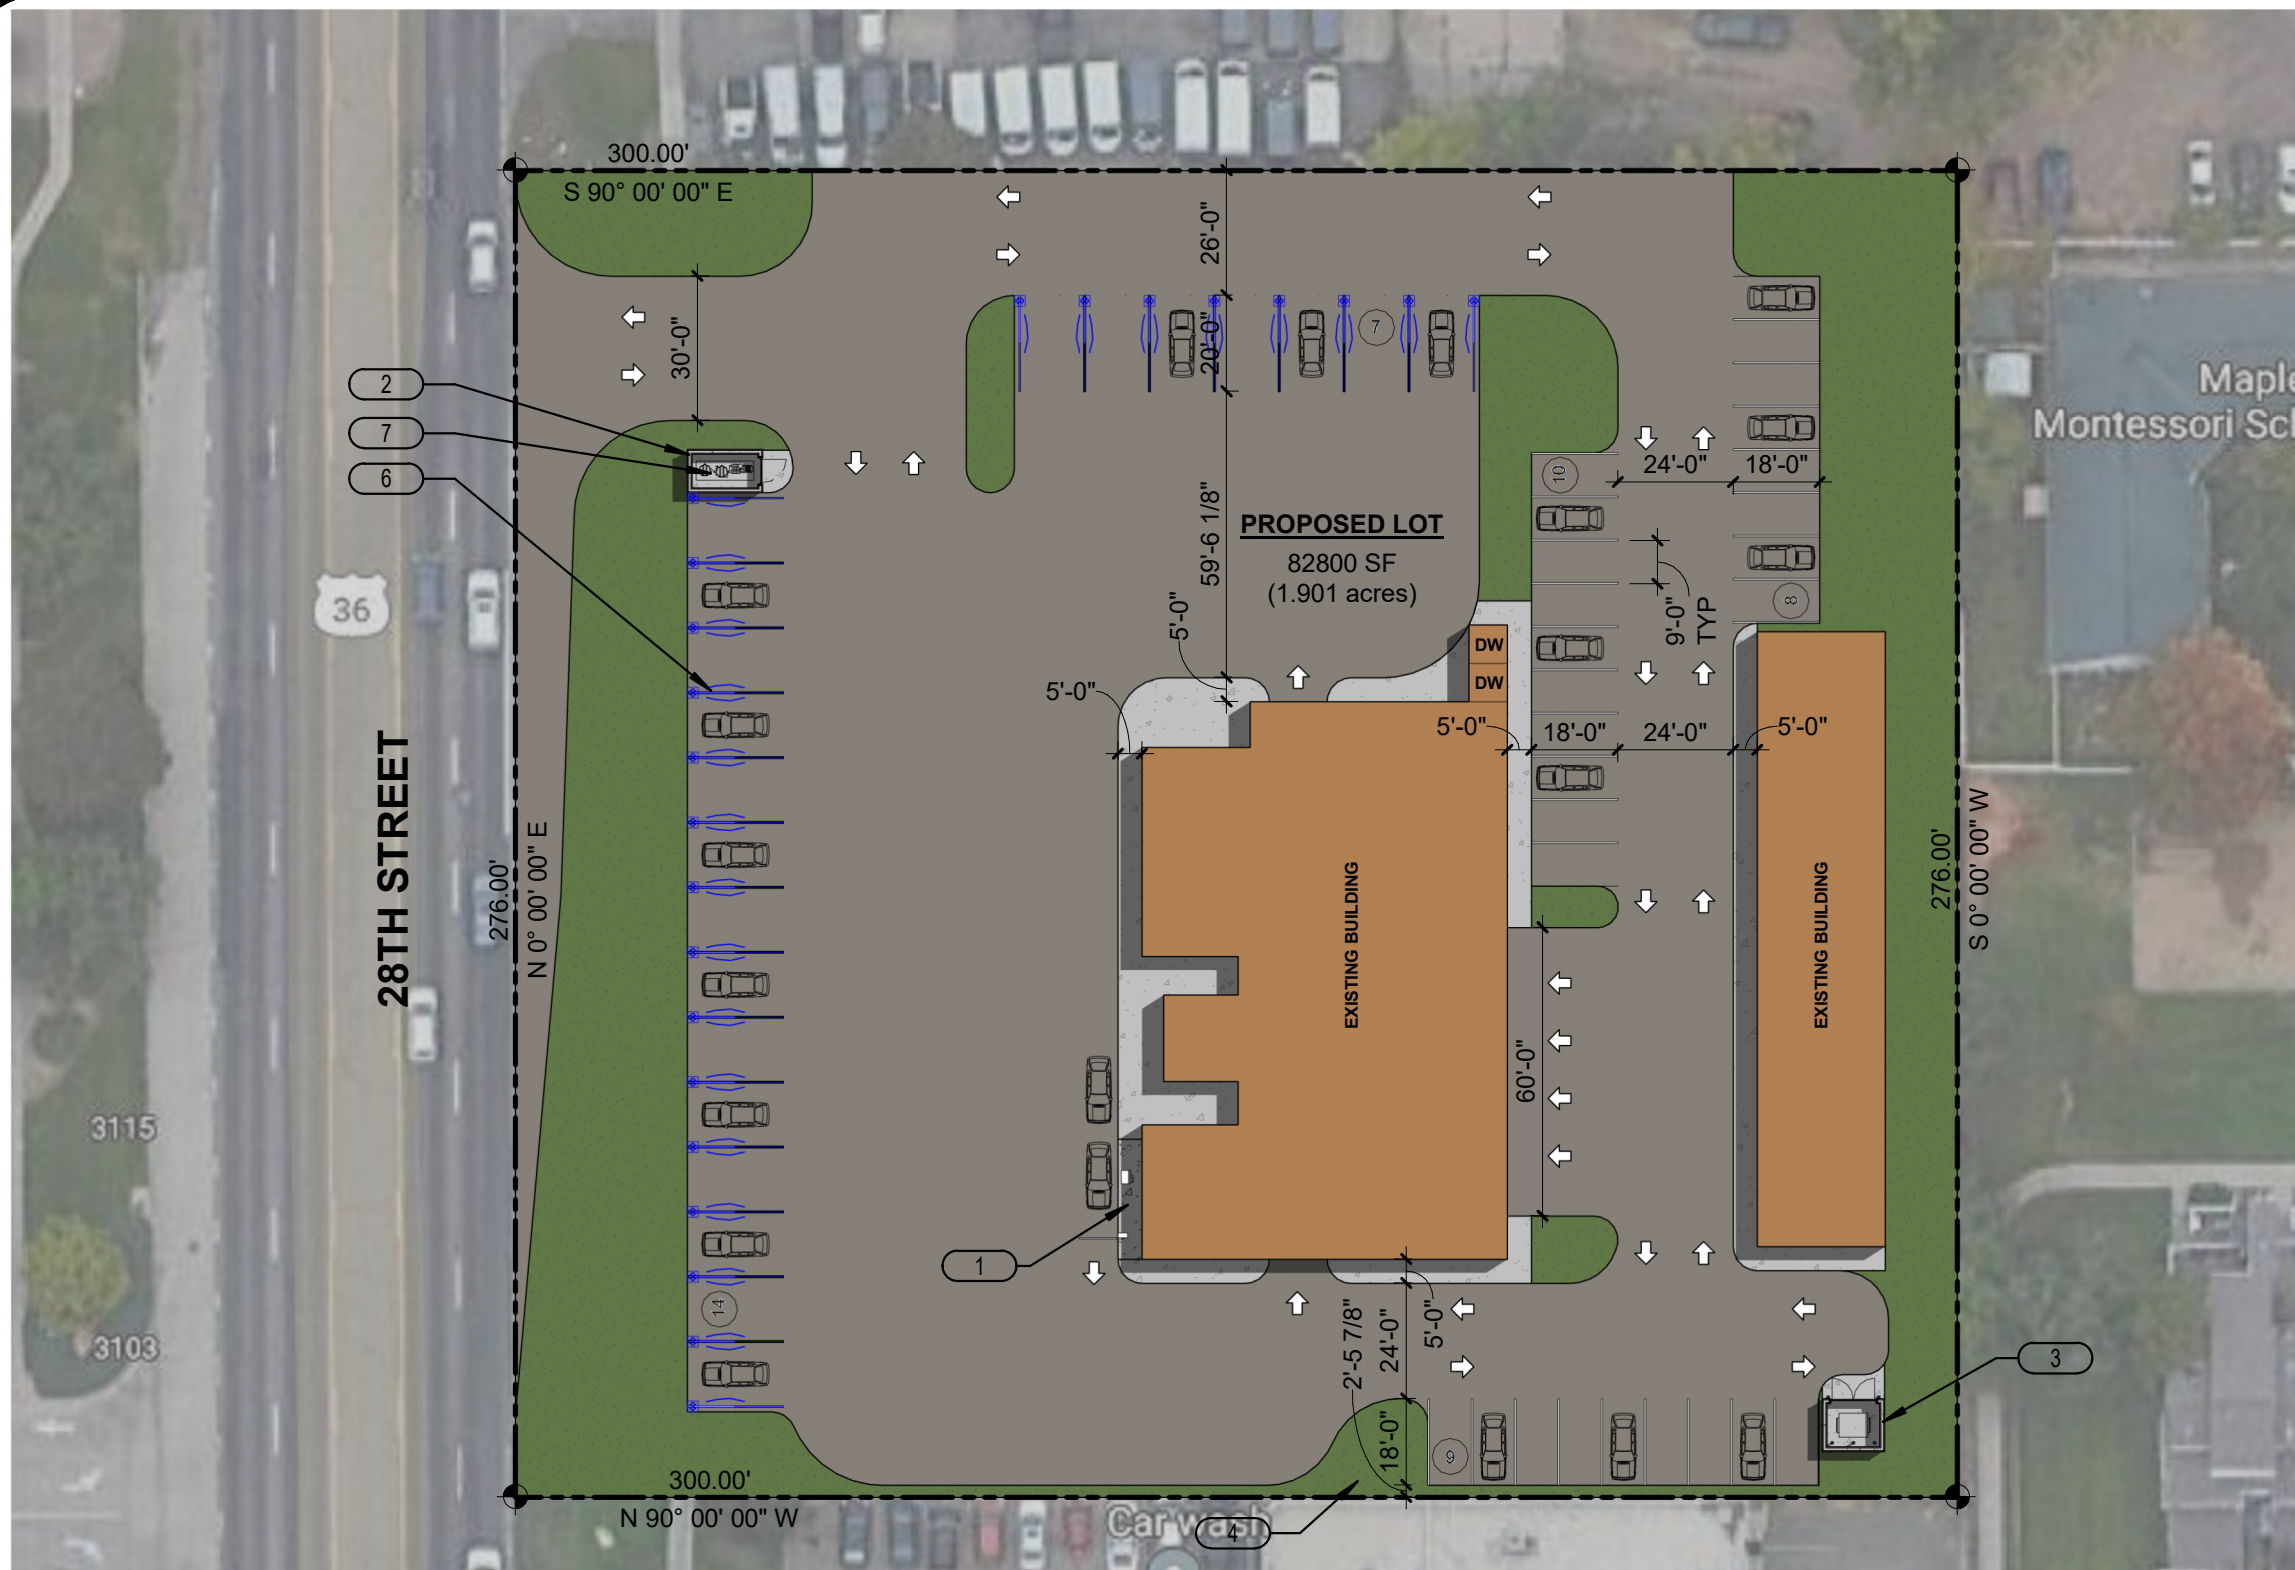 300.00'
S 90° 00' 00" E
26'-0"
30'-0"
20'-0"
7
2
7
6
Maple
Montessori Sch
10
24'-0"
18'-0"
59'-6 1/8"
PROPOSED LOT
82800 SF
(1.901 acres)
36
9'-0"
TYP
8
5'-0"
DW
DW
5'-0"
5'-0"
18'-0"
24'-0"
5'-0"
28TH STREET
276.00'
N 0° 00' 00" E
EXISTING BUILDING
EXISTING BUILDING
276.00'
S 0° 00' 00" W
60'-0"
3115
1
14
3103
2'-5 7/8"
24'-0"
5'-0"
3
18'-0"
9
300.00'
N 90° 00' 00" W
Car wash
4